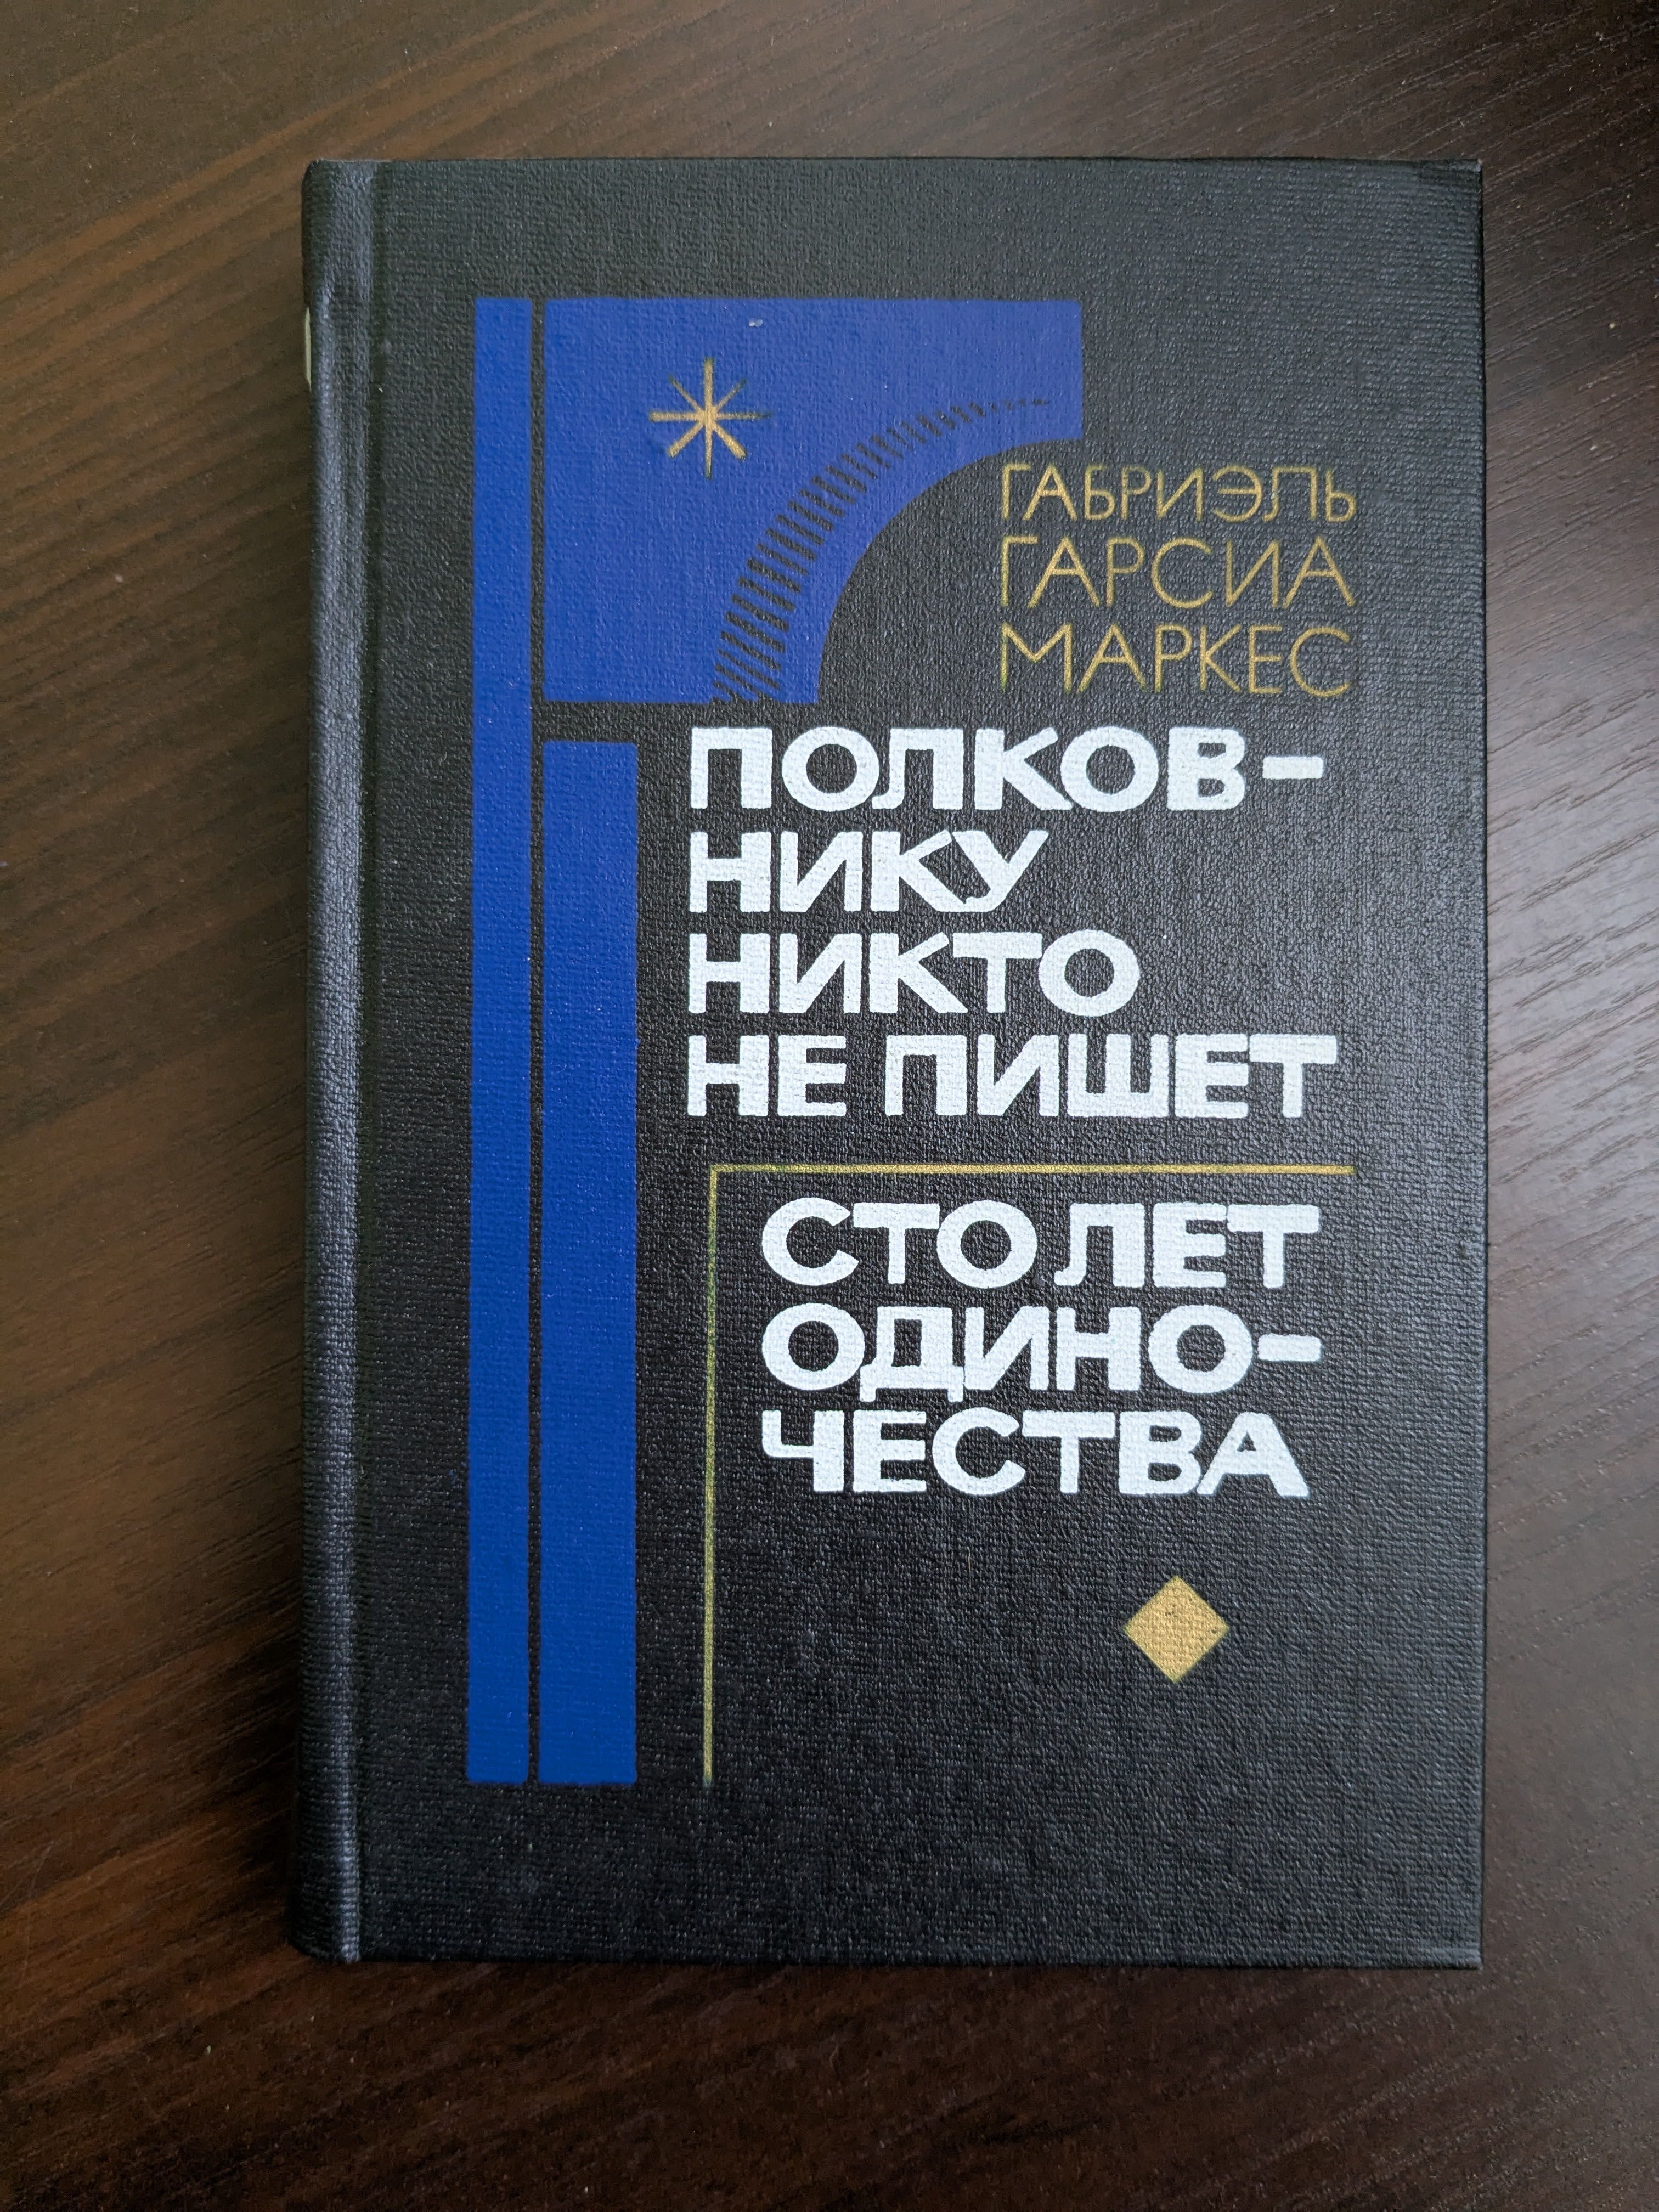 ГАБРИЭЛЬ
ГАРСИА
МАРКЕС
ПОЛКОВ-
НИКУ
НИКТО
НЕ ПИШЕТ
СТО ЛЕТ
ОДИНО-
ЧЕСТВА